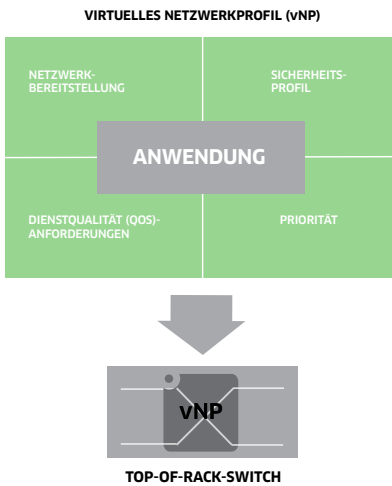 VIRTUELLES NETZWERKPROFIL (vNP)
NETZWERK-
BEREITSTELLUNG
SICHERHEITS-
PROFIL
ANWENDUNG
DIENSTQUALITÄT (QOS)-
ANFORDERUNGEN
PRIORITÄT
vNP
TOP-OF-RACK-SWITCH